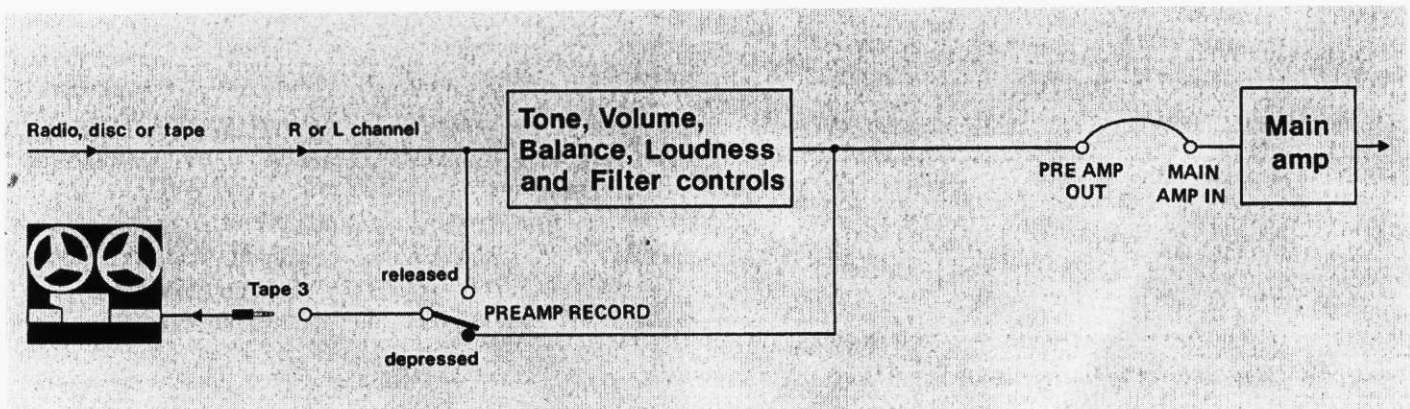 Radio, disc or tape
R or L channel
Tone, Volume,
Balance, Loudness
and Filter controls
PRE AMP
OUT
MAIN
AMP IN
Main
amp
Tape 3
released
PREAMP RECORD
depressed